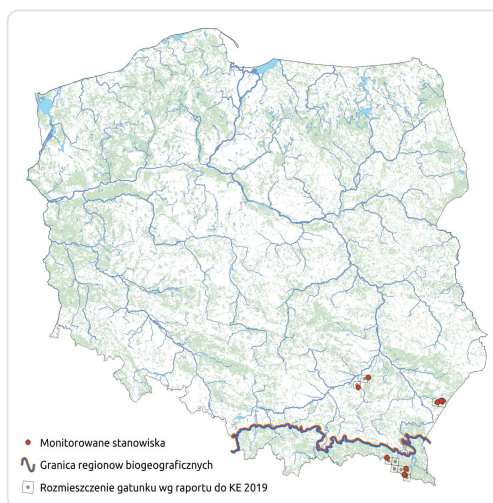 Monitorowane stanowiska
Granica regionow biogeograficznych
Rozmieszczenie gatunku wg raportu do KE 2019